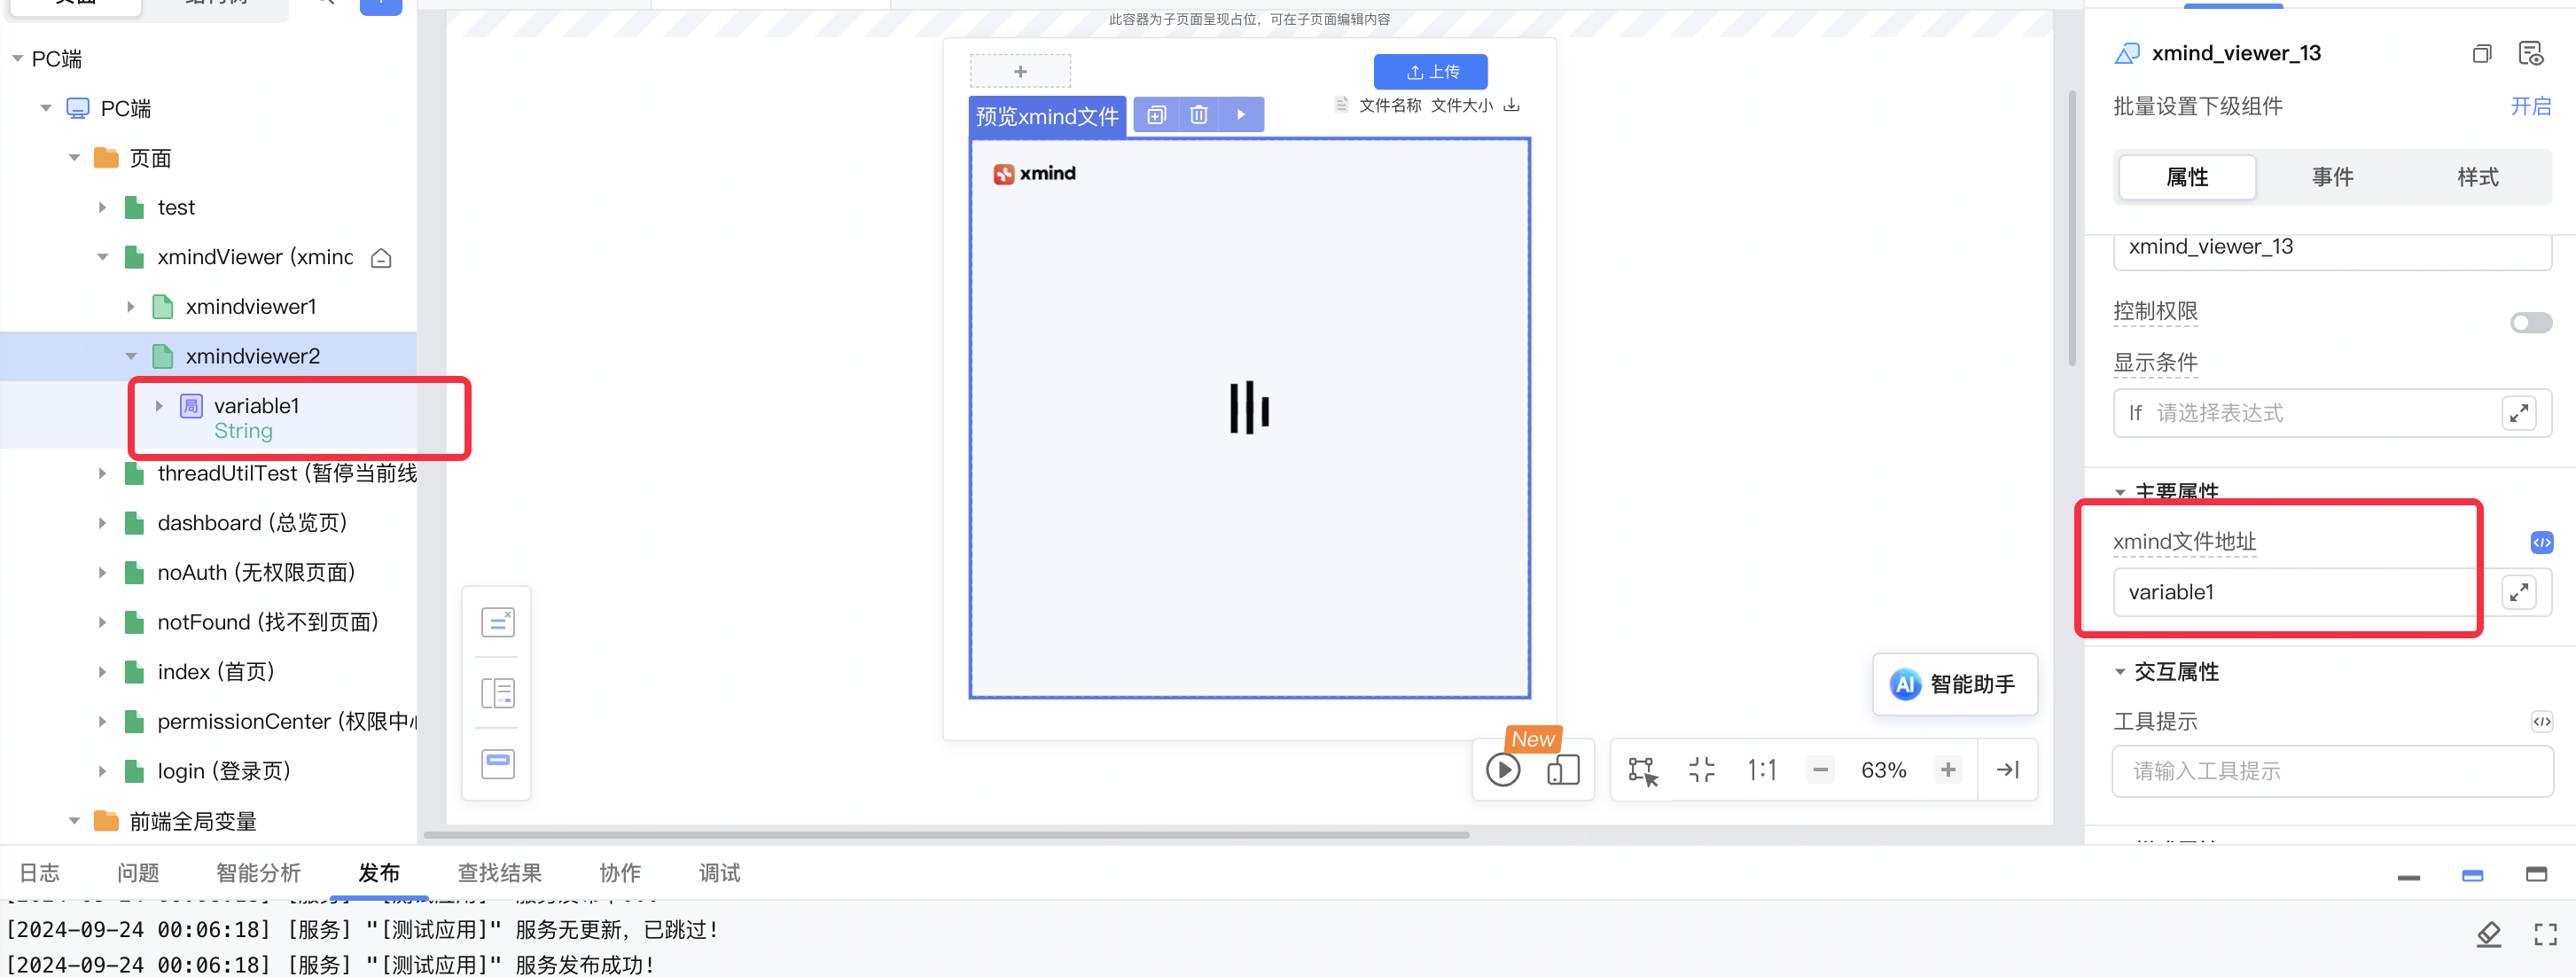 页面
结构树
PC端
PC端
页面
test
xmindViewer (xminc
xmindviewer1
xmindviewer2
局
variable1
String
threadUtilTest (暂停当前线
dashboard (总览页)
noAuth (无权限页面)
notFound (找不到页面)
index (首页)
permissionCenter (权限中心
login (登录页)
前端全局变量
此容器为子页面呈现占位，可在子页面编辑内容
上传
文件名称 文件大小
预览xmind文件
xmind
AI 智能助手
New
1:1
63%
xmind_viewer_13
批量设置下级组件
开启
属性
事件
样式
xmind_viewer_13
控制权限
显示条件
If 请选择表达式
主要属性
xmind文件地址
variable1
交互属性
工具提示
请输入工具提示
日志
问题
智能分析
发布
查找结果
协作
调试
[2024-09-24 00:06:18] [服务] "[测试应用]" 服务无更新，已跳过！
[2024-09-24 00:06:18] [服务] "[测试应用]" 服务发布成功！